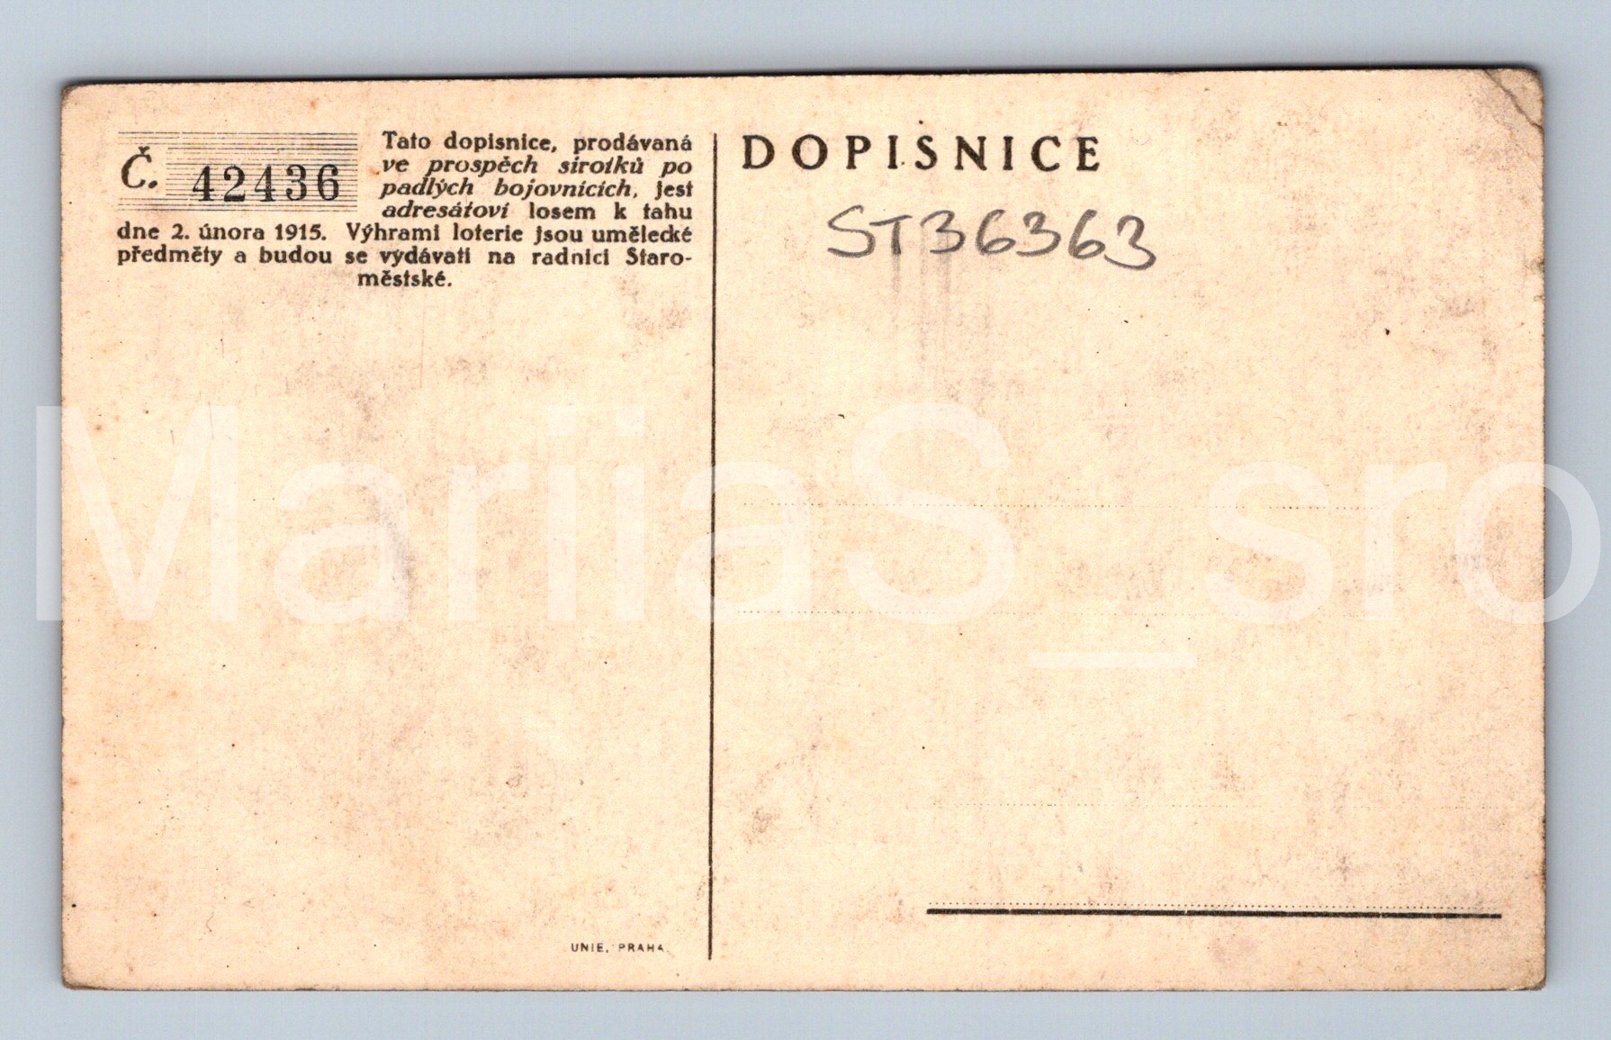 Č. 42436
Tato dopisnice, prodávaná
ve prospěch sirotků po
padlých bojovnících, jest
adresátovi losem k tahu
dne 2. února 1915. Výhrami loterie jsou umělecké
předměty a budou se vydávati na radnici Staro-
městské.
DOPISNICE
ST36363
MariiaS_sro
UNIE, PRAHA